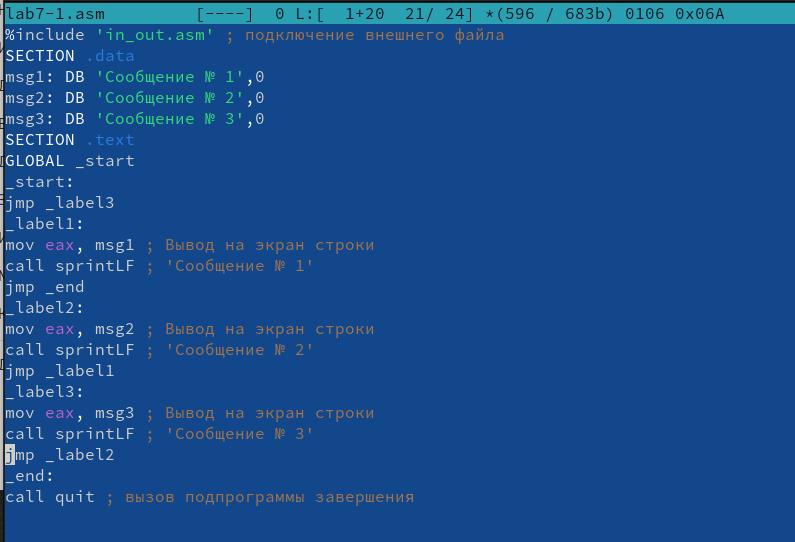 lab7-1.asm [----] 0 L:[ 1+20 21/ 24] *(596 / 683b) 0106 0x06A
%include 'in_out.asm' ; подключение внешнего файла
SECTION .data
msg1: DB 'Сообщение № 1',0
msg2: DB 'Сообщение № 2',0
msg3: DB 'Сообщение № 3',0
SECTION .text
GLOBAL _start
_start:
jmp _label3
_label1:
mov eax, msg1 ; Вывод на экран строки
call sprintLF ; 'Сообщение № 1'
jmp _end
_label2:
mov eax, msg2 ; Вывод на экран строки
call sprintLF ; 'Сообщение № 2'
jmp _label1
_label3:
mov eax, msg3 ; Вывод на экран строки
call sprintLF ; 'Сообщение № 3'
jmp _label2
_end:
call quit ; вызов подпрограммы завершения